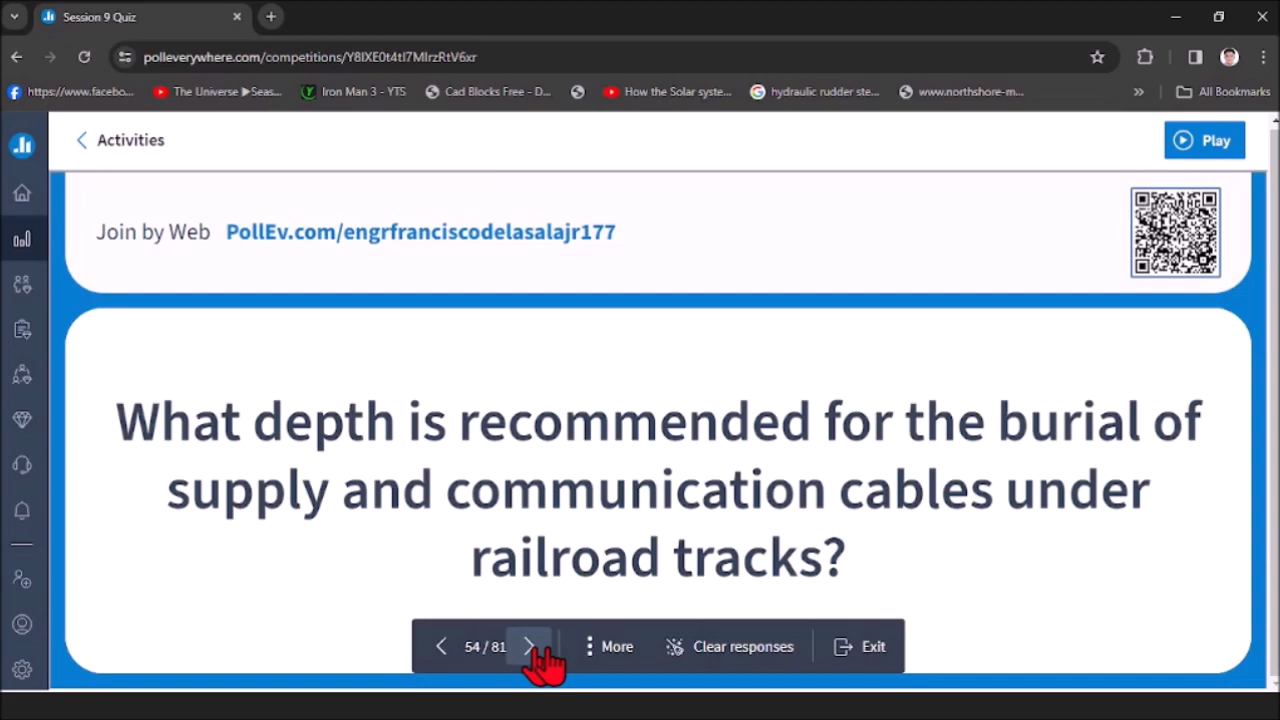 Session 9 Quiz
polleverywhere.com/competitions/Y8IXE0t4tI7MIrzRtV6xr
https://www.facebo... The Universe ▶Seas... Iron Man 3 - YTS Cad Blocks Free - D... How the Solar syste... hydraulic rudder ste... www.northshore-m... » All Bookmarks
Activities Play
Join by Web PollEv.com/engrfranciscodelasalajr177
What depth is recommended for the burial of
supply and communication cables under
railroad tracks?
54 / 81 More Clear responses Exit